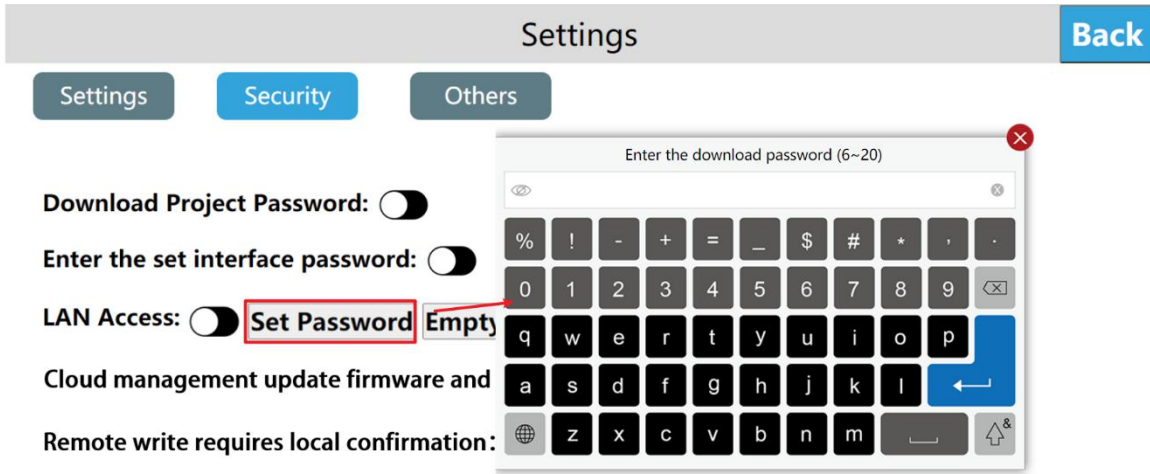 Settings
Back
Settings Security Others
Enter the download password (6~20)
Download Project Password:
Enter the set interface password:
LAN Access: Set Password Empty
Cloud management update firmware and
Remote write requires local confirmation:
% ! - + = _ $ # * , .
0 1 2 3 4 5 6 7 8 9
q w e r t y u i o p
a s d f g h j k l
z x c v b n m
&